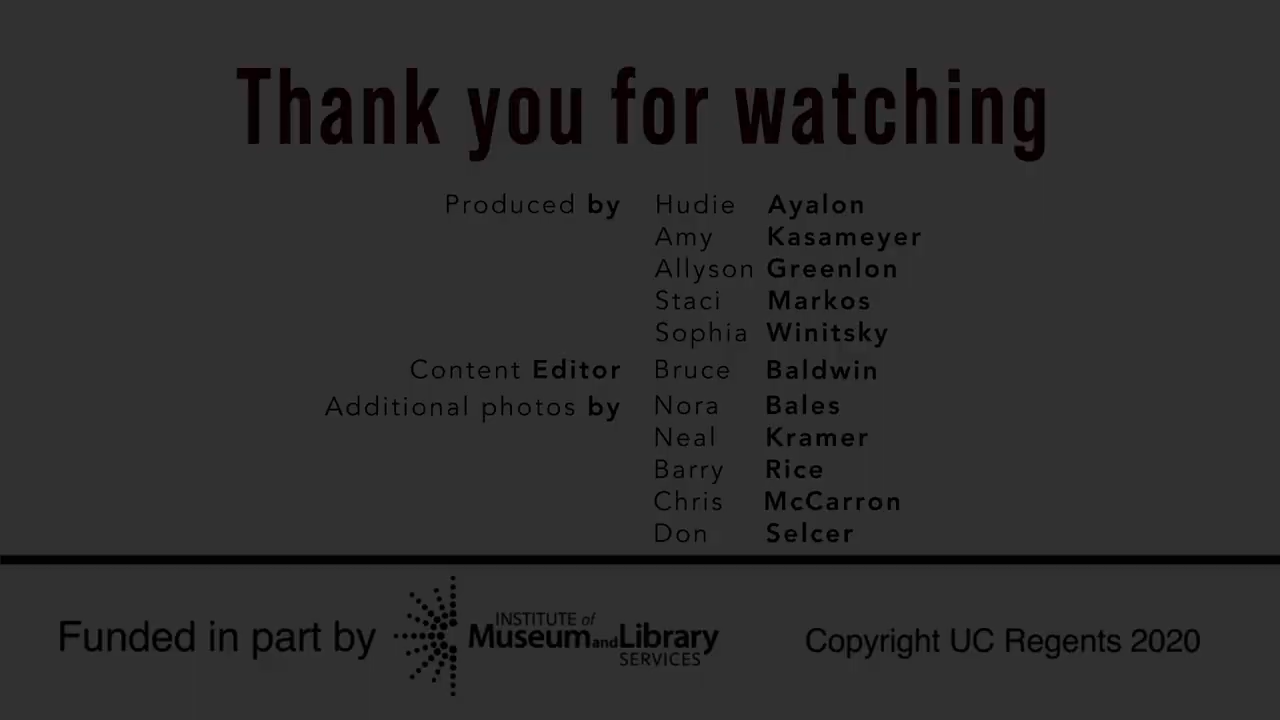 Thank you for watching
Produced by Hudie Ayalon
Amy Kasameyer
Allyson Greenlon
Staci Markos
Sophia Winitsky
Content Editor Bruce Baldwin
Additional photos by Nora Bales
Neal Kramer
Barry Rice
Chris McCarron
Don Selcer
Funded in part by
INSTITUTE of
Museum and Library
SERVICES
Copyright UC Regents 2020